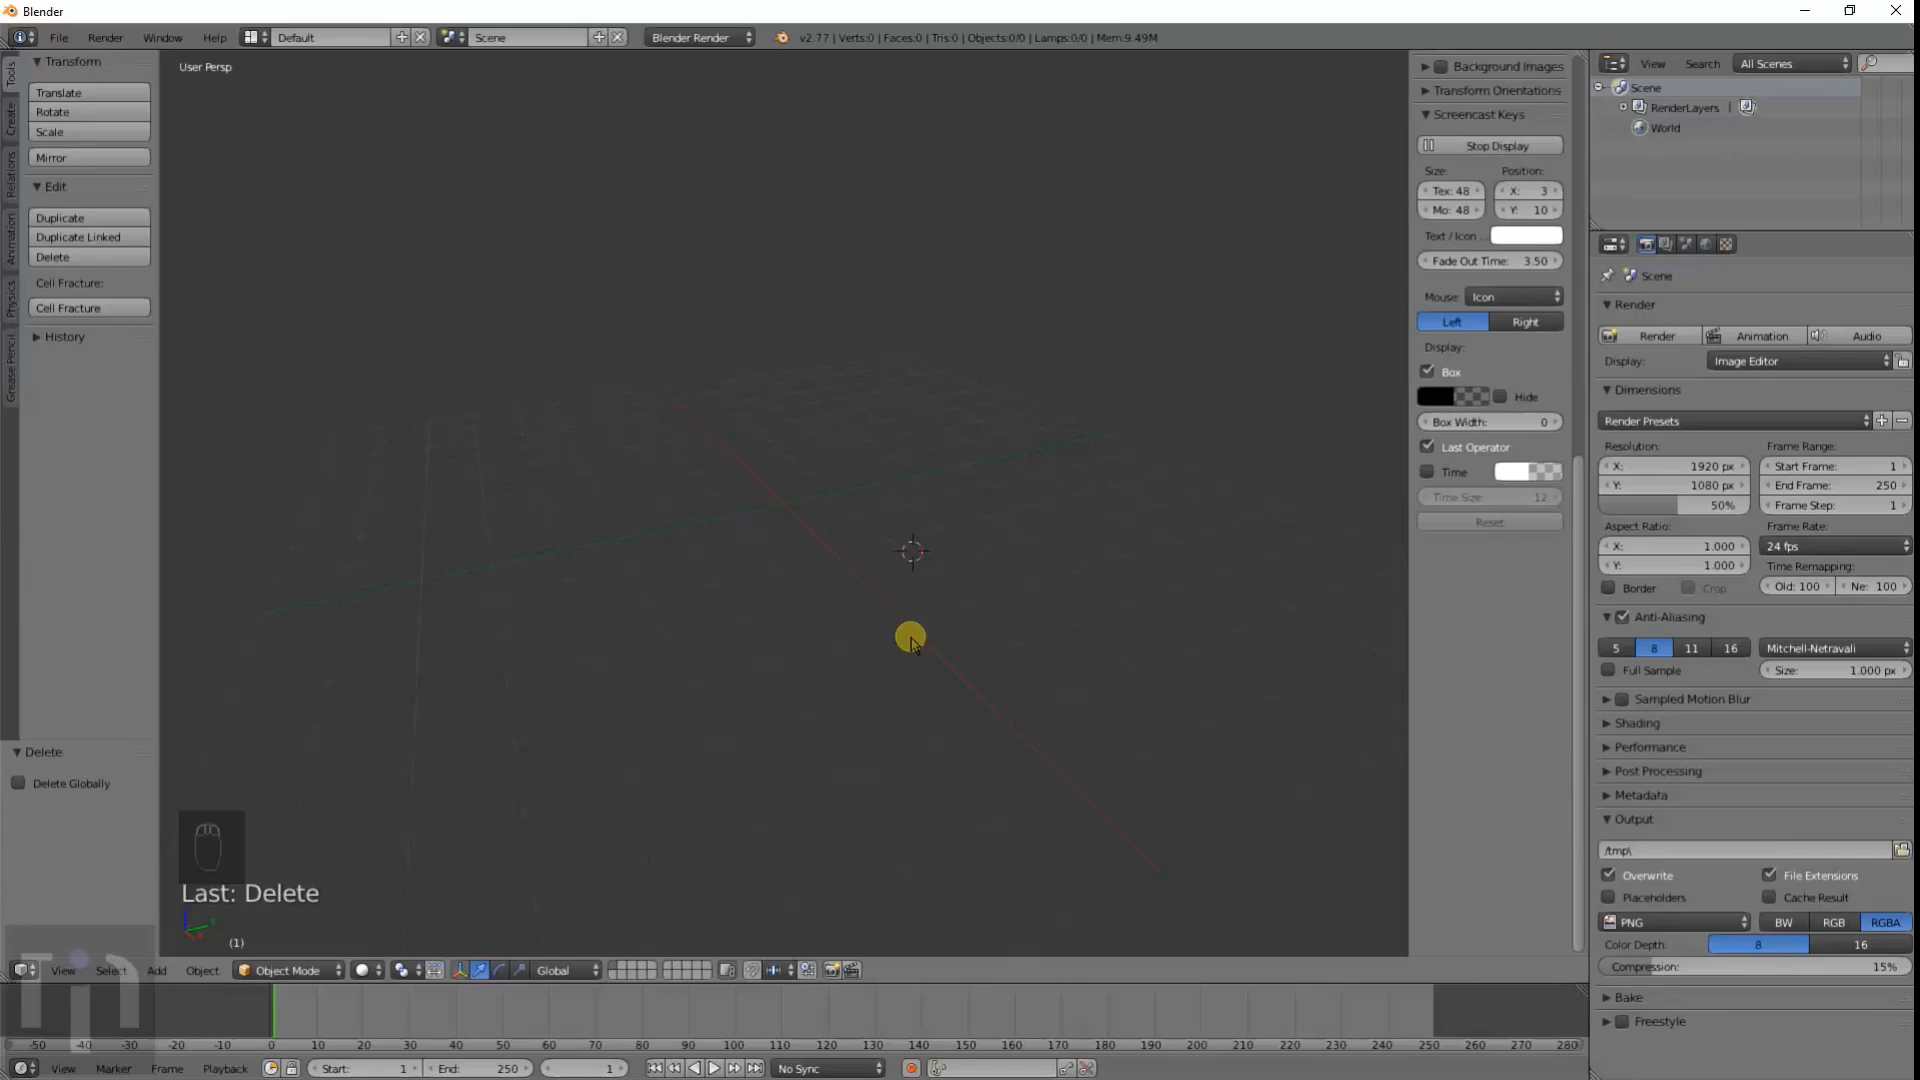 Blender
File Render Window Help Default Scene Blender Render v2.77 | Verts:0 | Faces:0 | Tris:0 | Objects:0/0 | Lamps:0/0 | Mem:9.49M
Tools
Create
Relations
Animation
Physics
Grease Pencil
Transform
Translate
Rotate
Scale
Mirror
Edit
Duplicate
Duplicate Linked
Delete
Cell Fracture:
Cell Fracture
History
Delete
Delete Globally
User Persp
Last: Delete
(1)
Background Images
Transform Orientations
Screencast Keys
Stop Display
Size: Position:
Tex: 48 X: 3
Mo: 48 Y: 10
Text / Icon ...
Fade Out Time: 3.50
Mouse: Icon
Left Right
Display:
Box
Hide
Box Width: 0
Last Operator
Time
Time Size: 12
Reset
View Search All Scenes
Scene
RenderLayers |
World
Scene
Render
Render Animation Audio
Display: Image Editor
Dimensions
Render Presets
Resolution: Frame Range:
X: 1920 px Start Frame: 1
Y: 1080 px End Frame: 250
50% Frame Step: 1
Aspect Ratio: Frame Rate:
X: 1.000 24 fps
Y: 1.000 Time Remapping:
Border Crop Old: 100 Ne: 100
Anti-Aliasing
5 8 11 16 Mitchell-Netravali
Full Sample Size: 1.000 px
Sampled Motion Blur
Shading
Performance
Post Processing
Metadata
Output
/tmp\
Overwrite File Extensions
Placeholders Cache Result
PNG BW RGB RGBA
Color Depth: 8 16
Compression: 15%
Bake
Freestyle
View Select Add Object Object Mode Global
-50 -40 -30 -20 -10 0 10 20 30 40 50 60 70 80 90 100 110 120 130 140 150 160 170 180 190 200 210 220 230 240 250 260 270 280
View Marker Frame Playback Start: 1 End: 250 1 No Sync